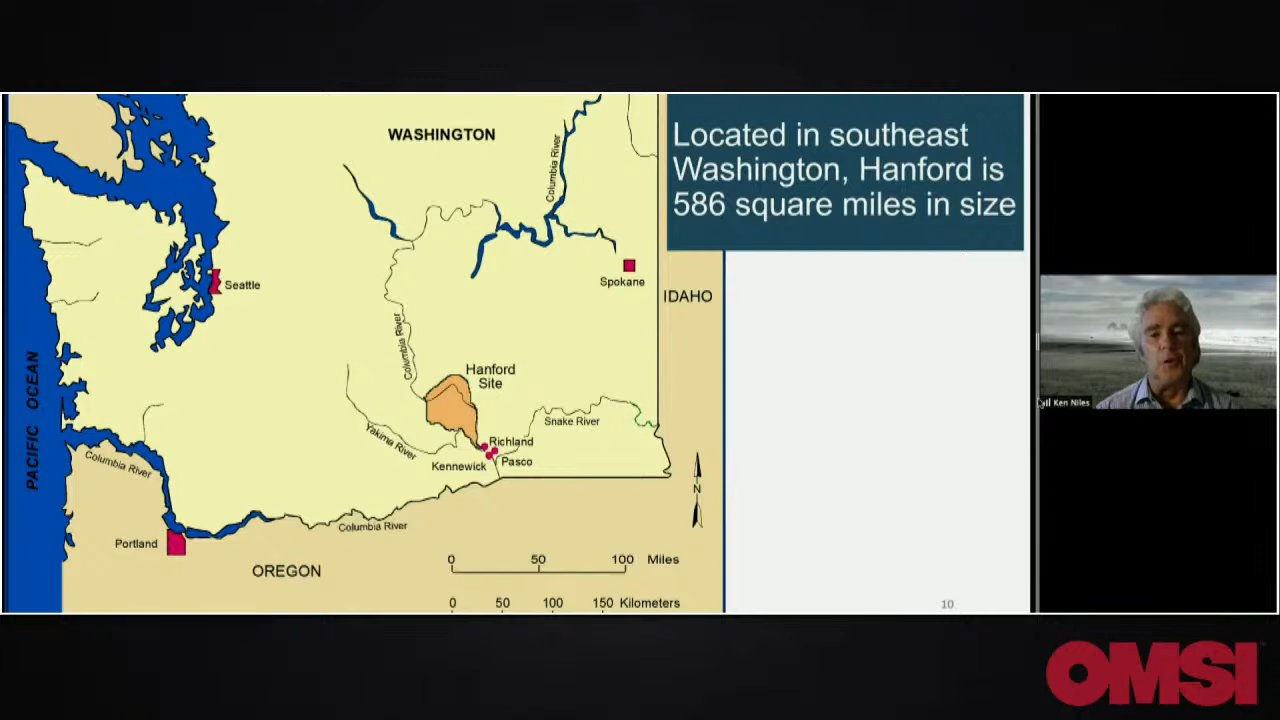 WASHINGTON
Columbia River
Located in southeast
Washington, Hanford is
586 square miles in size
Seattle
Spokane
IDAHO
Columbia River
PACIFIC OCEAN
Hanford
Site
Snake River
Yakima River
Richland
Kennewick
Pasco
Columbia River
N
Columbia River
Portland
OREGON
0 50 100 Miles
0 50 100 150 Kilometers
10
Ken Niles
OMSI